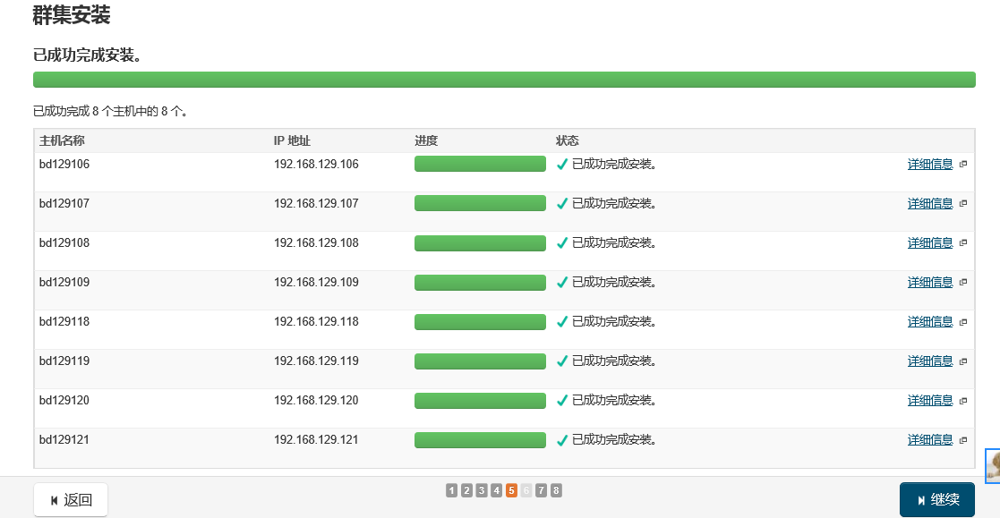 群集安装
已成功完成安装。
已成功完成 8 个主机中的 8 个。
主机名称 IP 地址 进度 状态
bd129106 192.168.129.106 已成功完成安装。 详细信息
bd129107 192.168.129.107 已成功完成安装。 详细信息
bd129108 192.168.129.108 已成功完成安装。 详细信息
bd129109 192.168.129.109 已成功完成安装。 详细信息
bd129118 192.168.129.118 已成功完成安装。 详细信息
bd129119 192.168.129.119 已成功完成安装。 详细信息
bd129120 192.168.129.120 已成功完成安装。 详细信息
bd129121 192.168.129.121 已成功完成安装。 详细信息
返回 1 2 3 4 5 6 7 8 继续